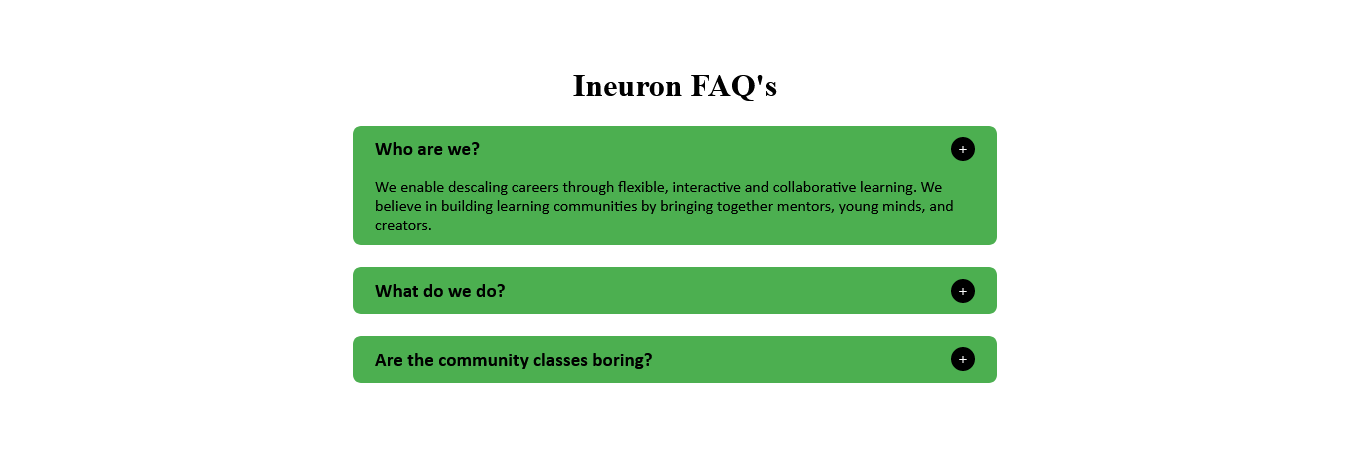 Ineuron FAQ's
Who are we?
+
We enable descaling careers through flexible, interactive and collaborative learning. We
believe in building learning communities by bringing together mentors, young minds, and
creators.
What do we do?
+
Are the community classes boring?
+